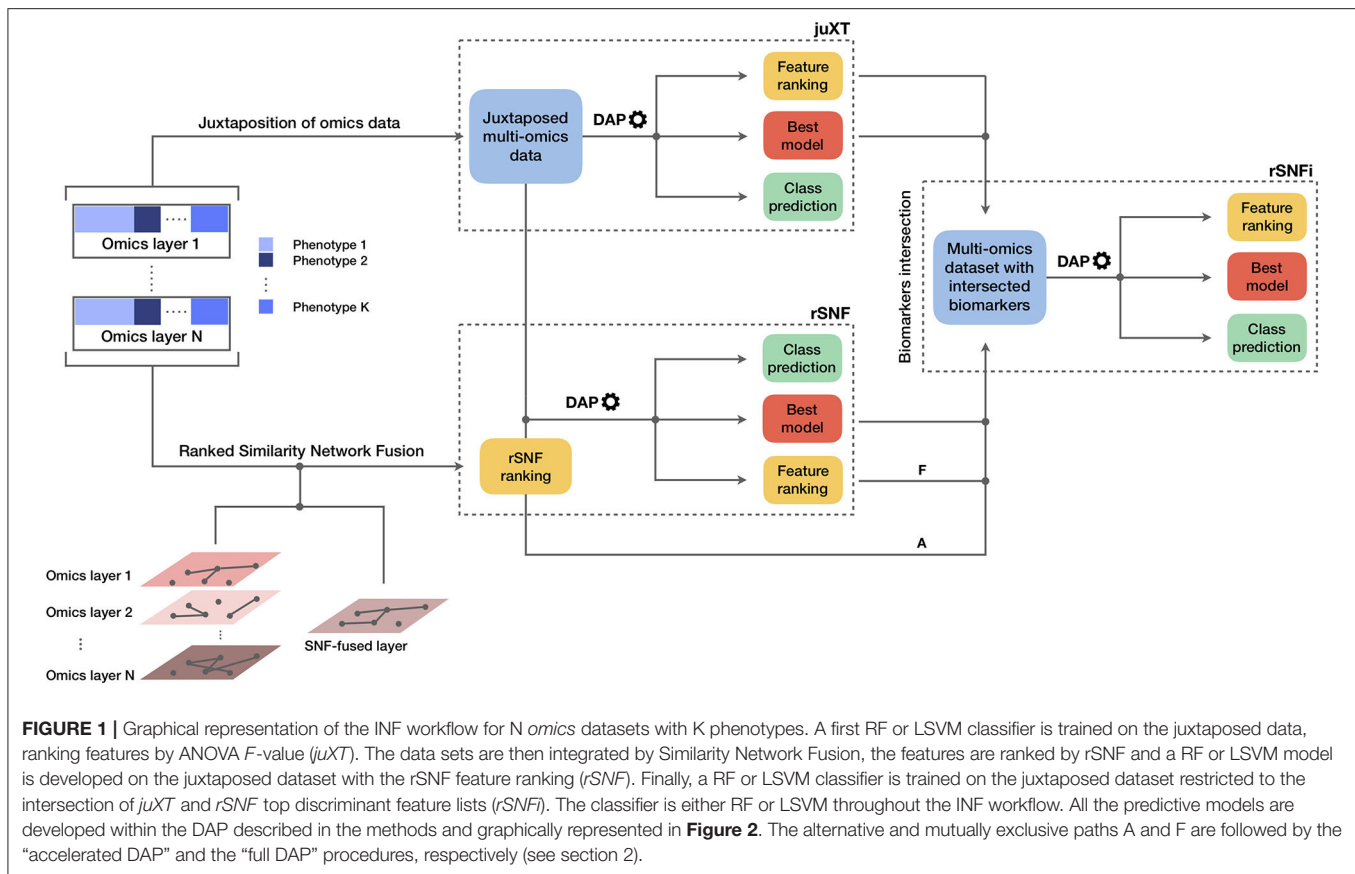 juXT
Juxtaposition of omics data
Juxtaposed
multi-omics
data
DAP
Feature
ranking
Best
model
Class
prediction
Omics layer 1
Omics layer N
Phenotype 1
Phenotype 2
Phenotype K
Biomarkers intersection
rSNFi
Multi-omics
dataset with
intersected
biomarkers
DAP
Feature
ranking
Best
model
Class
prediction
rSNF
Ranked Similarity Network Fusion
rSNF
ranking
DAP
Class
prediction
Best
model
Feature
ranking
F
A
Omics layer 1
Omics layer 2
Omics layer N
SNF-fused layer
FIGURE 1 | Graphical representation of the INF workflow for N omics datasets with K phenotypes. A first RF or LSVM classifier is trained on the juxtaposed data,
ranking features by ANOVA F-value (juXT). The data sets are then integrated by Similarity Network Fusion, the features are ranked by rSNF and a RF or LSVM model
is developed on the juxtaposed dataset with the rSNF feature ranking (rSNF). Finally, a RF or LSVM classifier is trained on the juxtaposed dataset restricted to the
intersection of juXT and rSNF top discriminant feature lists (rSNFi). The classifier is either RF or LSVM throughout the INF workflow. All the predictive models are
developed within the DAP described in the methods and graphically represented in Figure 2. The alternative and mutually exclusive paths A and F are followed by the
“accelerated DAP” and the “full DAP” procedures, respectively (see section 2).